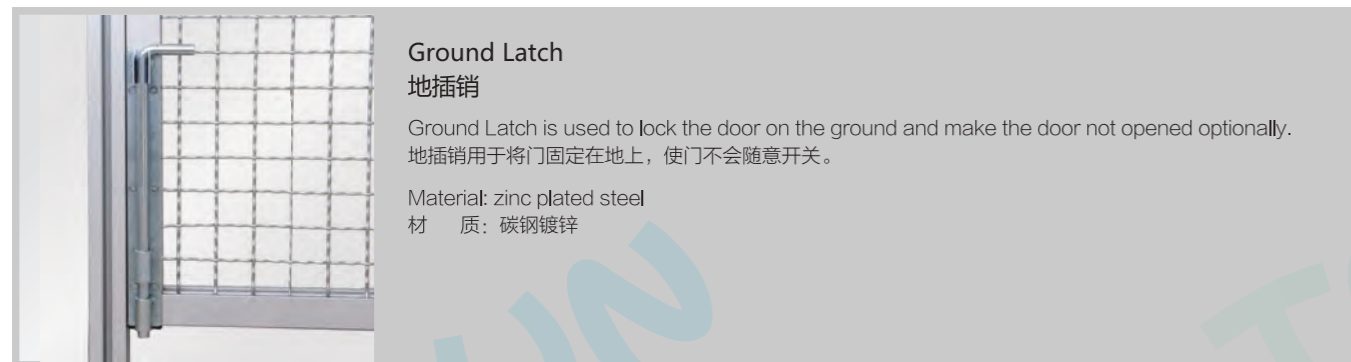 Ground Latch
地插销
Ground Latch is used to lock the door on the ground and make the door not opened optionally.
地插销用于将门固定在地上，使门不会随意开关。
Material: zinc plated steel
材 质：碳钢镀锌
UN
T